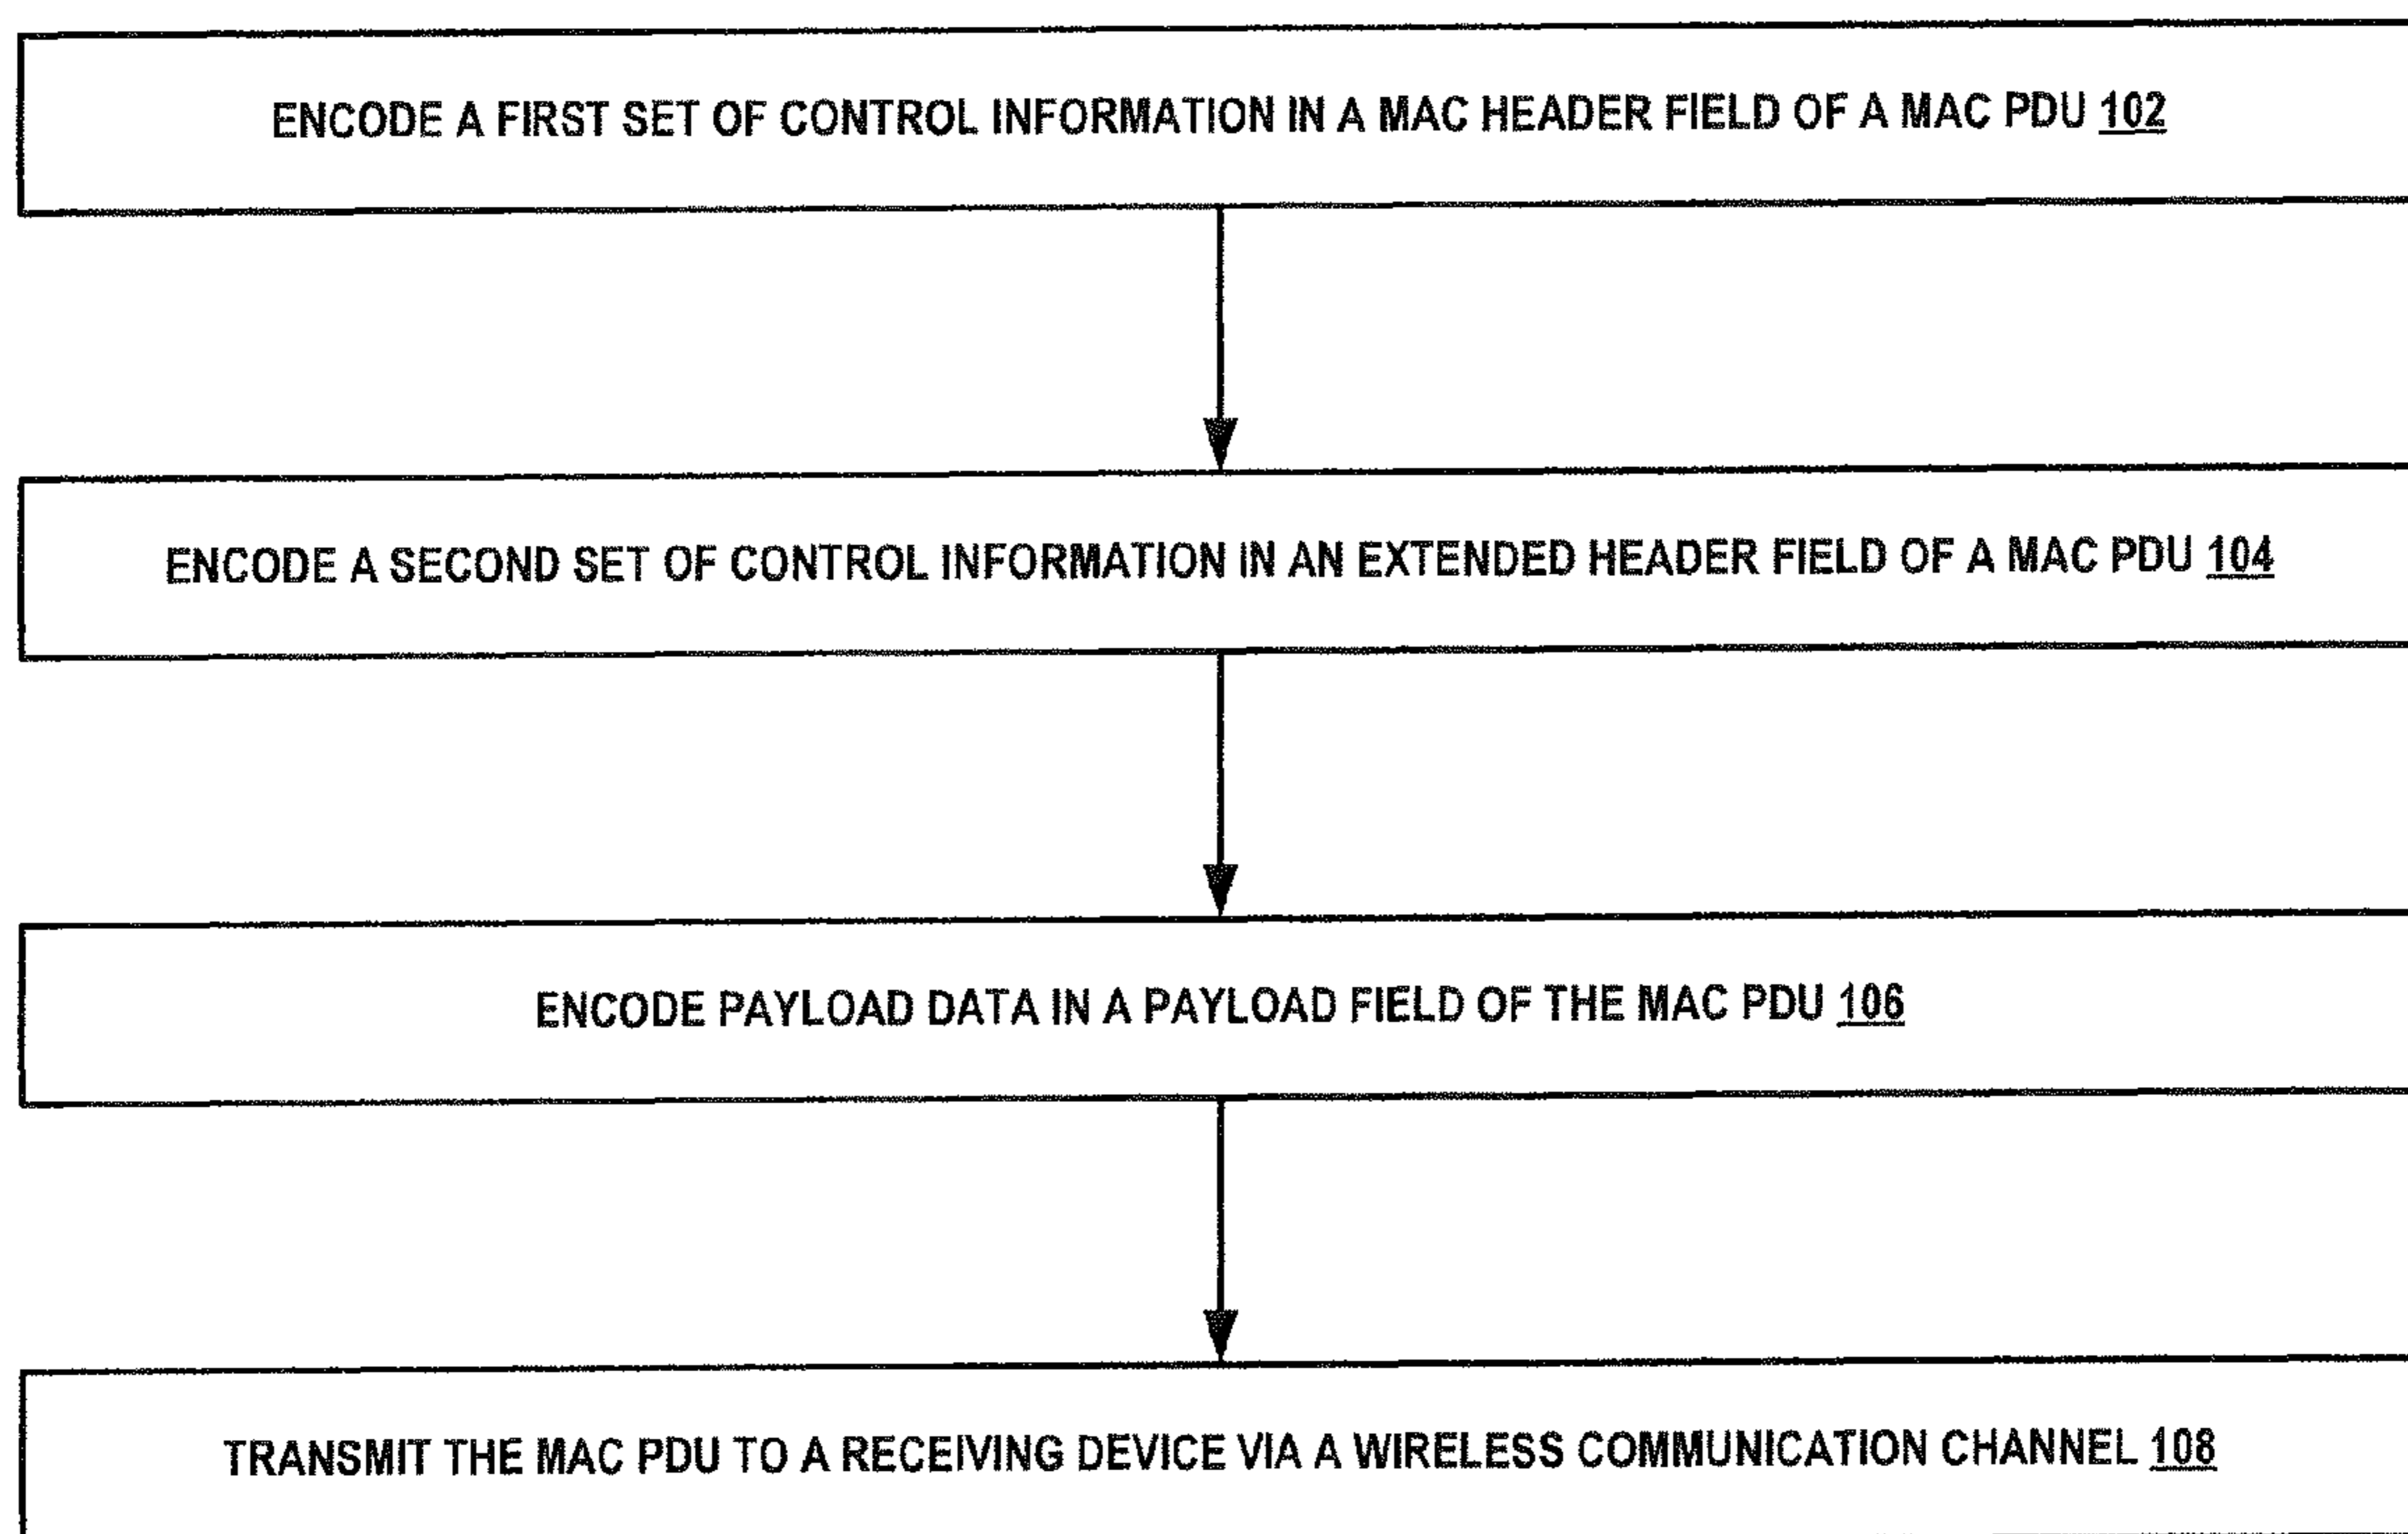 ENCODE A FIRST SET OF CONTROL INFORMATION IN A MAC HEADER FIELD OF A MAC PDU 102
ENCODE A SECOND SET OF CONTROL INFORMATION IN AN EXTENDED HEADER FIELD OF A MAC PDU 104
ENCODE PAYLOAD DATA IN A PAYLOAD FIELD OF THE MAC PDU 106
TRANSMIT THE MAC PDU TO A RECEIVING DEVICE VIA A WIRELESS COMMUNICATION CHANNEL 108